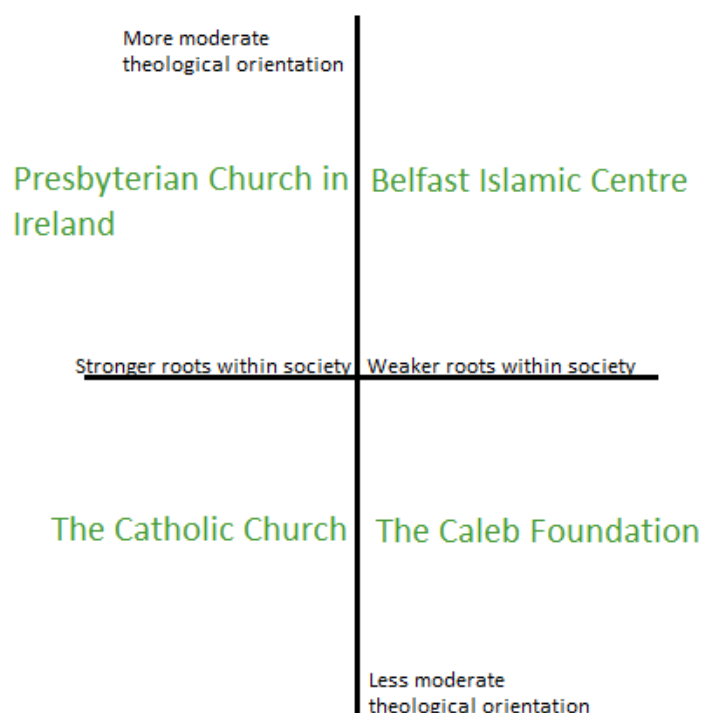 More moderate
theological orientation
Presbyterian Church in
Ireland
Belfast Islamic Centre
Stronger roots within society
Weaker roots within society
The Catholic Church
The Caleb Foundation
Less moderate
theological orientation